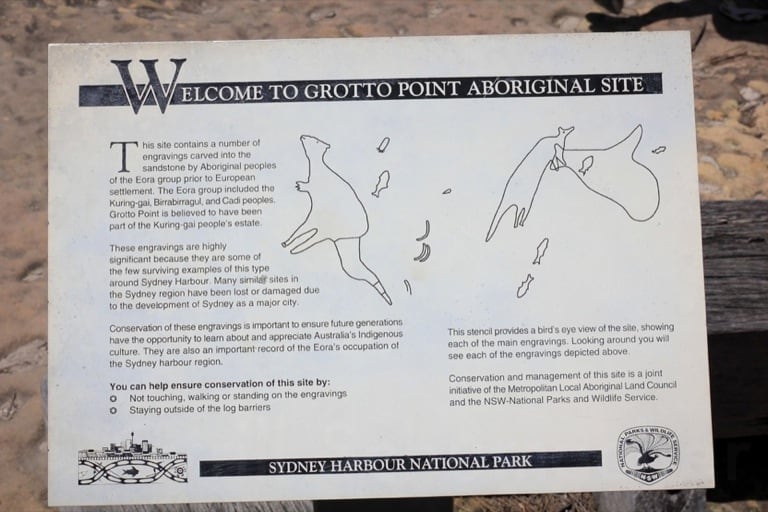 WELCOME TO GROTTO POINT ABORIGINAL SITE
This site contains a number of
engravings carved into the
sandstone by Aboriginal peoples
of the Eora group prior to European
settlement. The Eora group included the
Kuring-gai, Birrabirragul, and Cadi peoples.
Grotto Point is believed to have been
part of the Kuring-gai people's estate.
These engravings are highly
significant because they are some of
the few surviving examples of this type
around Sydney Harbour. Many similar sites in
the Sydney region have been lost or damaged due
to the development of Sydney as a major city.
Conservation of these engravings is important to ensure future generations
have the opportunity to learn about and appreciate Australia's Indigenous
culture. They are also an important record of the Eora's occupation of
the Sydney harbour region.
You can help ensure conservation of this site by:
Not touching, walking or standing on the engravings
Staying outside of the log barriers
This stencil provides a bird's eye view of the site, showing
each of the main engravings. Looking around you will
see each of the engravings depicted above.
Conservation and management of this site is a joint
initiative of the Metropolitan Local Aboriginal Land Council
and the NSW-National Parks and Wildlife Service.
SYDNEY HARBOUR NATIONAL PARK
NATIONAL PARKS & WILDLIFE SERVICE
NSW